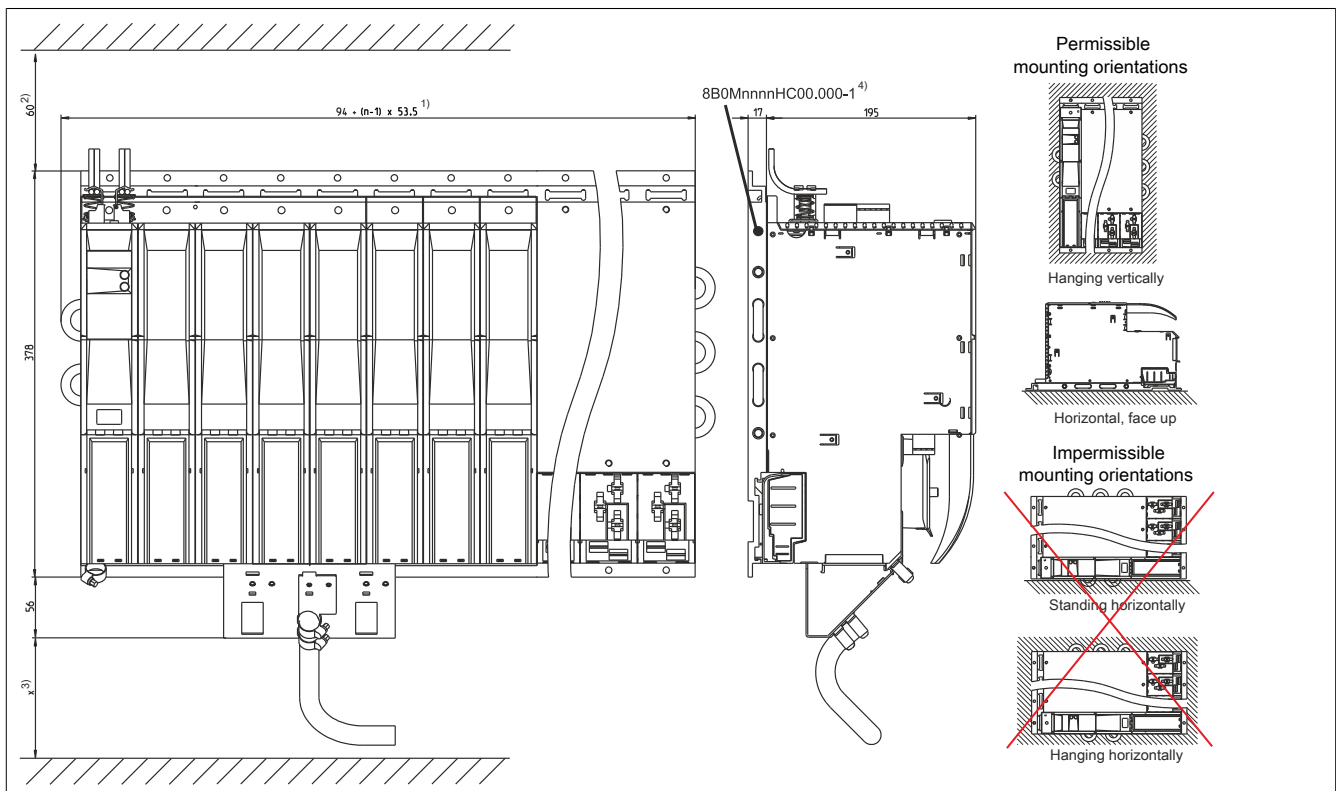 60 2)
94 + (n-1) x 53.5 1)
8B0MnnnnHC00.000-1 4)
17
195
378
56
x 3)
Permissible
mounting orientations
Hanging vertically
Horizontal, face up
Impermissible
mounting orientations
Standing horizontally
Hanging horizontally